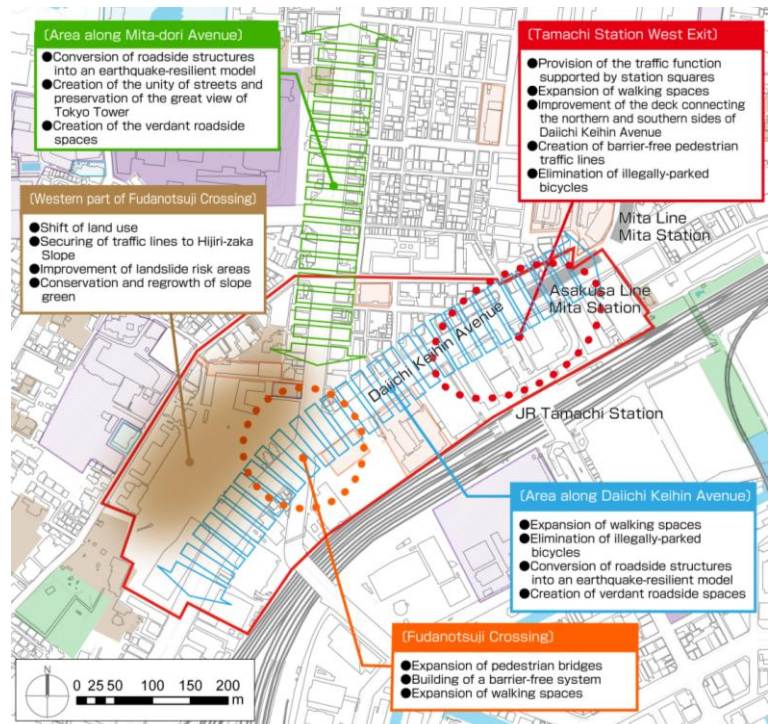 (Area along Mita-dori Avenue)
●Conversion of roadside structures
into an earthquake-resilient model
●Creation of the unity of streets and
preservation of the great view of
Tokyo Tower
●Creation of the verdant roadside
spaces
(Tamachi Station West Exit)
●Provision of the traffic function
supported by station squares
●Expansion of walking spaces
●Improvement of the deck connecting
the northern and southern sides of
Daiichi Keihin Avenue
●Creation of barrier-free pedestrian
traffic lines
●Elimination of illegally-parked
bicycles
(Western part of Fudanotsuji Crossing)
●Shift of land use
●Securing of traffic lines to Hijiri-zaka
Slope
●Improvement of landslide risk areas
●Conservation and regrowth of slope
green
Mita Line
Mita Station
Asakusa Line
Mita Station
Daiichi Keihin Avenue
JR Tamachi Station
(Area along Daiichi Keihin Avenue)
●Expansion of walking spaces
●Elimination of illegally-parked
bicycles
●Conversion of roadside structures
into an earthquake-resilient model
●Creation of verdant roadside spaces
(Fudanotsuji Crossing)
●Expansion of pedestrian bridges
●Building of a barrier-free system
●Expansion of walking spaces
N
0 25 50 100 150 200
m